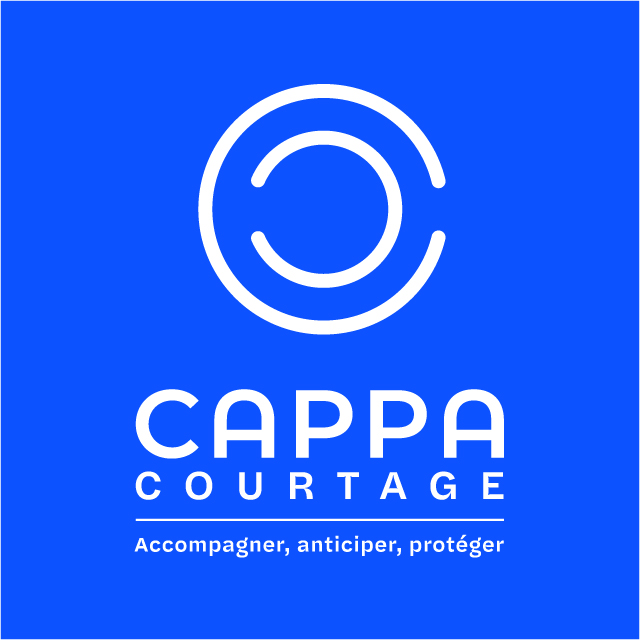 CAPPA
COURTAGE
Accompagner, anticiper, protéger